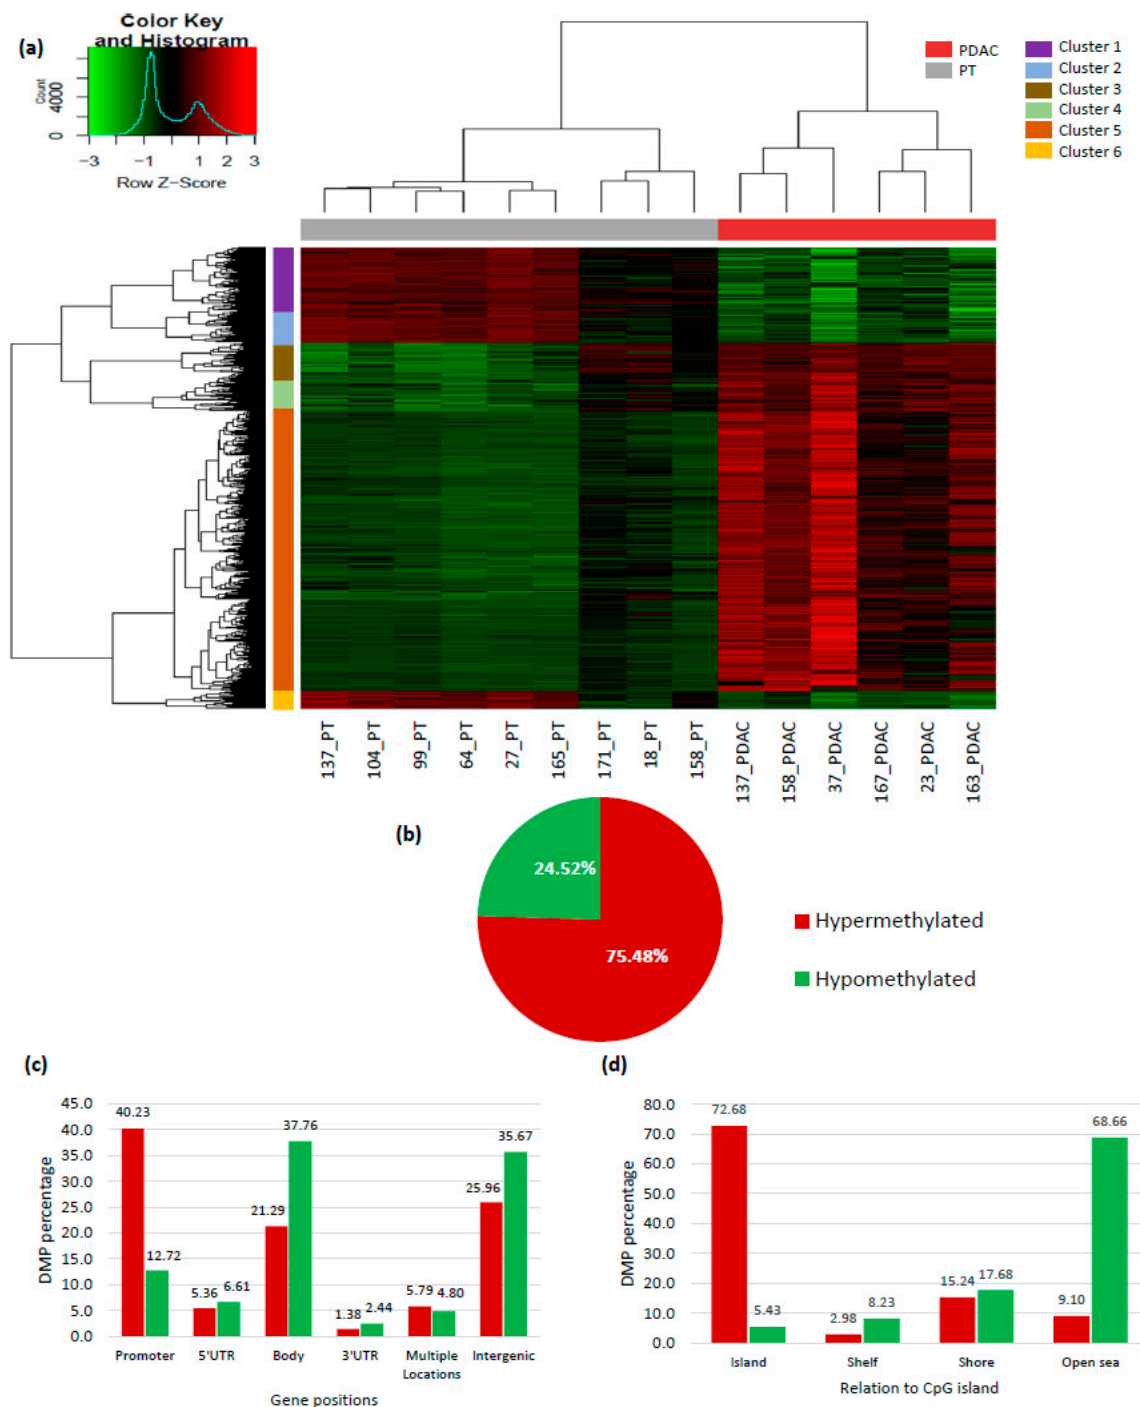 (a)
Color Key
and Histogram
Count
0 4000
-3 -1 1 2 3
Row Z-Score
PDAC
PT
Cluster 1
Cluster 2
Cluster 3
Cluster 4
Cluster 5
Cluster 6
137_PT
104_PT
99_PT
64_PT
27_PT
165_PT
171_PT
18_PT
158_PT
137_PDAC
158_PDAC
37_PDAC
167_PDAC
23_PDAC
163_PDAC
(b)
24.52%
75.48%
Hypermethylated
Hypomethylated
(c)
DMP percentage
45.0
40.0
35.0
30.0
25.0
20.0
15.0
10.0
5.0
0.0
40.23
12.72
5.36
6.61
21.29
37.76
1.38
2.44
5.79
4.80
25.96
35.67
Promoter 5'UTR Body 3'UTR Multiple Locations Intergenic
Gene positions
(d)
DMP percentage
80.0
70.0
60.0
50.0
40.0
30.0
20.0
10.0
0.0
72.68
5.43
2.98
8.23
15.24
17.68
9.10
68.66
Island Shelf Shore Open sea
Relation to CpG island